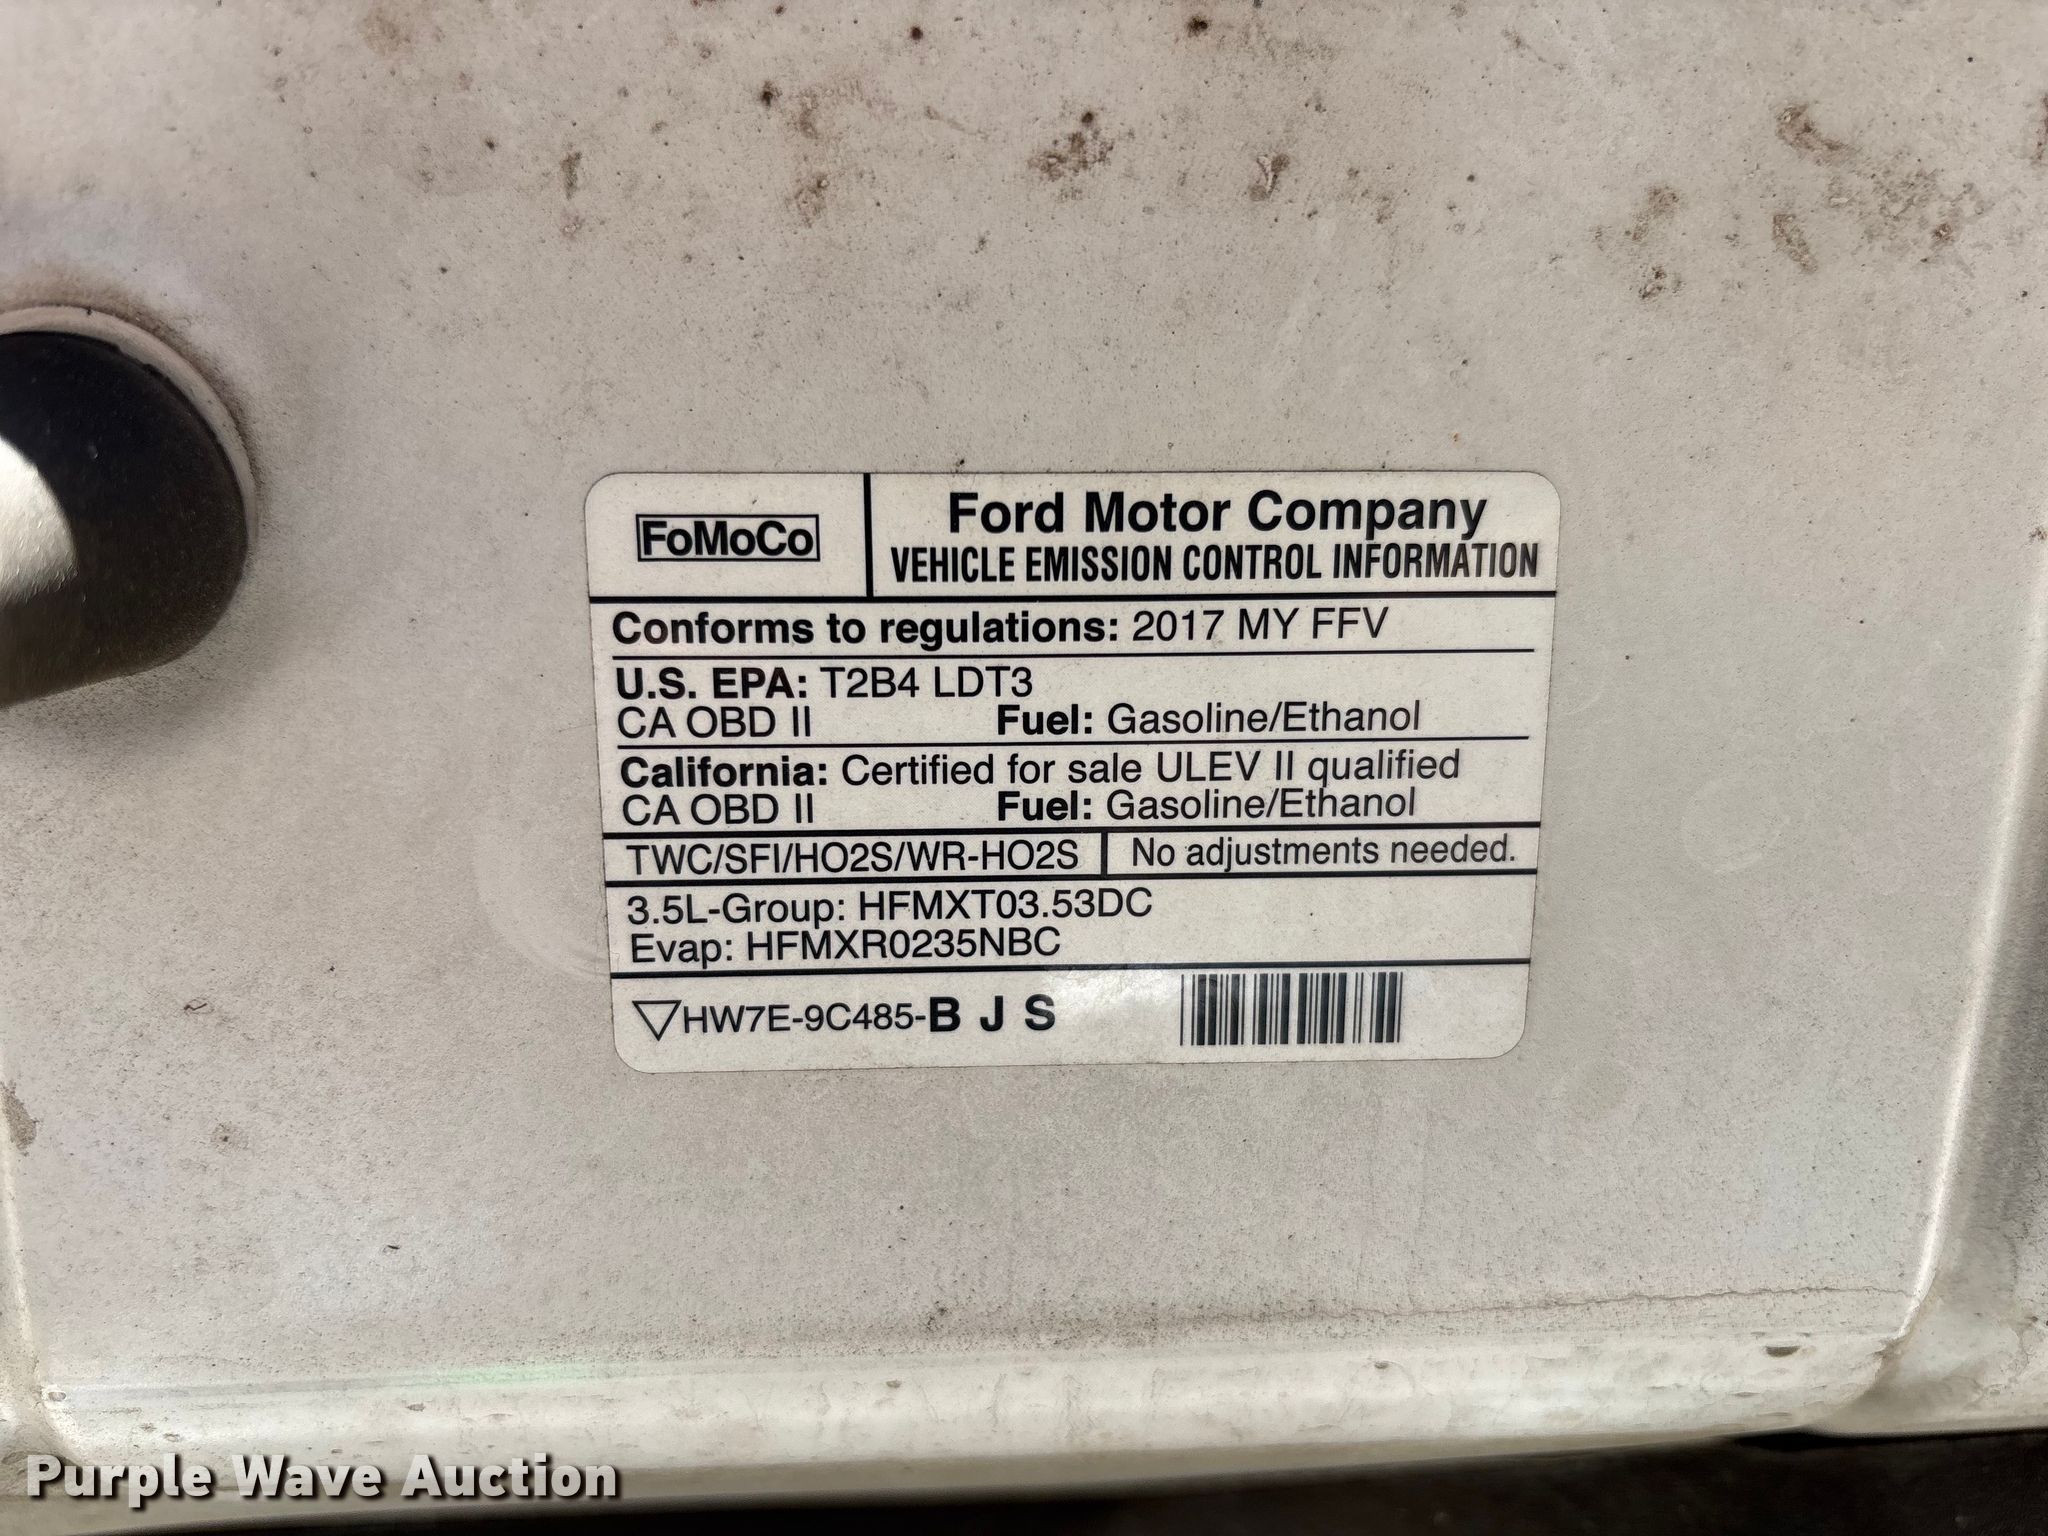 FoMoCo
Ford Motor Company
VEHICLE EMISSION CONTROL INFORMATION
Conforms to regulations: 2017 MY FFV
U.S. EPA: T2B4 LDT3
CA OBD II Fuel: Gasoline/Ethanol
California: Certified for sale ULEV II qualified
CA OBD II Fuel: Gasoline/Ethanol
TWC/SFI/HO2S/WR-HO2S No adjustments needed.
3.5L-Group: HFMXT03.53DC
Evap: HFMXR0235NBC
▽HW7E-9C485-B J S
Purple Wave Auction